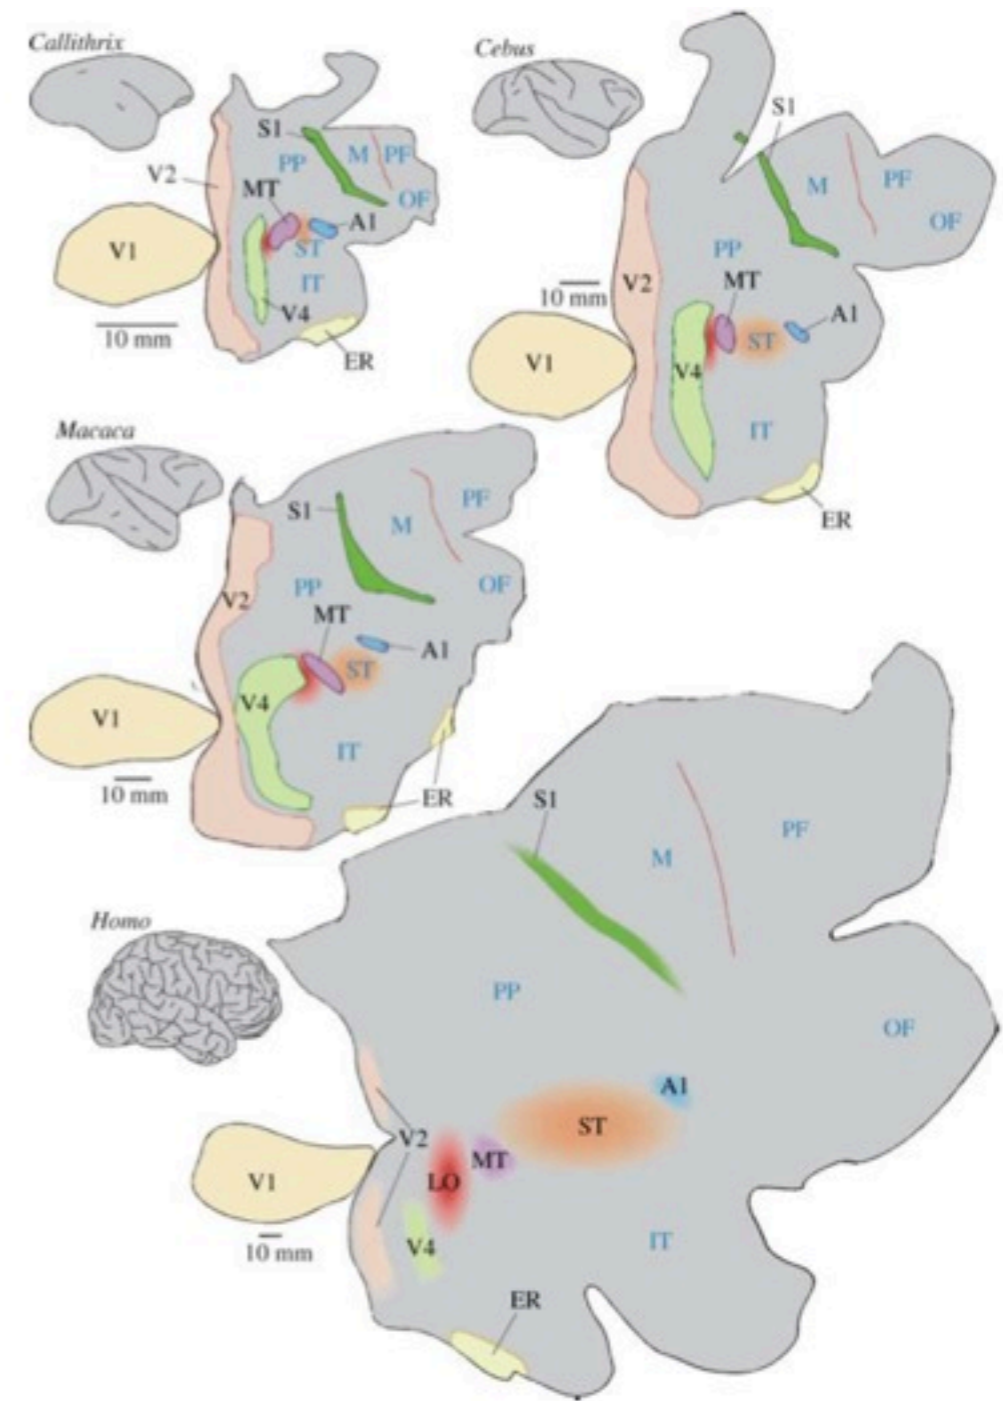 Callithrix
S1
PP
M
PF
V2
MT
OF
A1
V1
ST
IT
V4
10 mm
ER
Cebus
S1
M
PF
OF
PP
V2
MT
10 mm
A1
V1
V4
ST
IT
ER
Macaca
S1
PF
M
PP
V2
OF
MT
A1
ST
V4
V1
IT
10 mm
ER
Homo
S1
PF
M
PP
OF
A1
ST
V2
MT
V1
LO
V4
IT
10 mm
ER